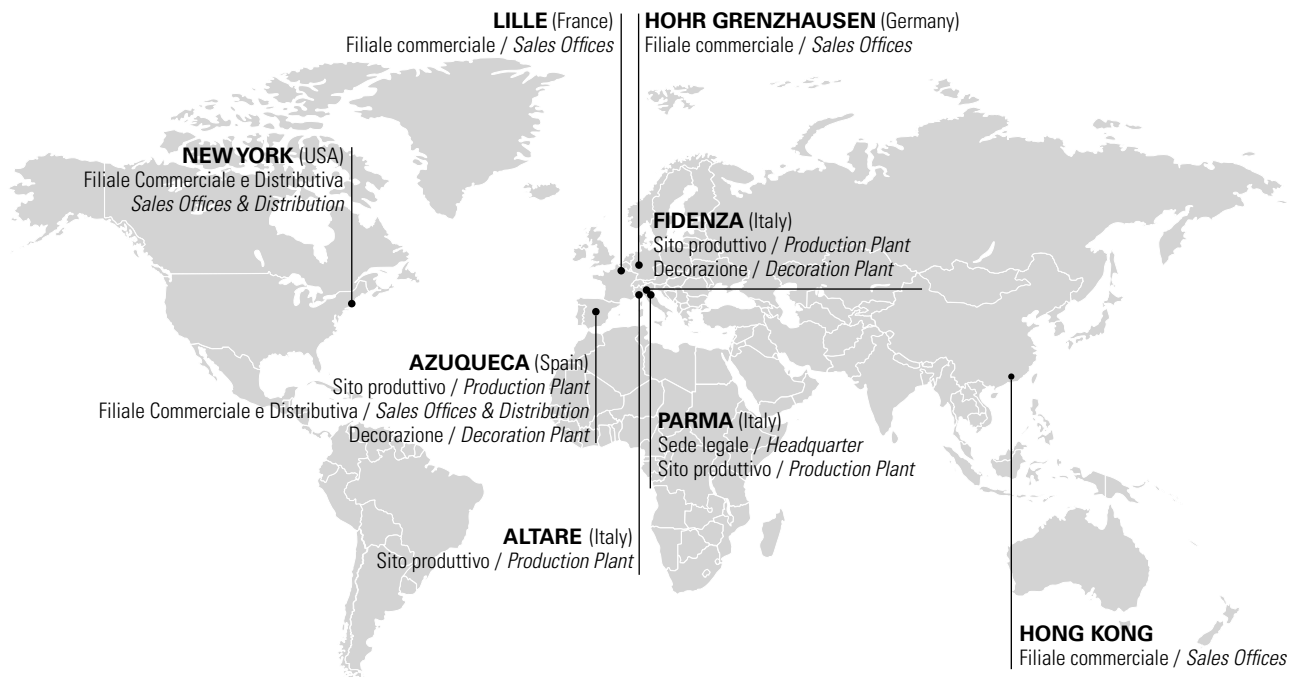 LILLE (France)
Filiale commerciale / Sales Offices
HOHR GRENZHAUSEN (Germany)
Filiale commerciale / Sales Offices
NEW YORK (USA)
Filiale Commerciale e Distributiva
Sales Offices & Distribution
FIDENZA (Italy)
Sito produttivo / Production Plant
Decorazione / Decoration Plant
AZUQUECA (Spain)
Sito produttivo / Production Plant
Filiale Commerciale e Distributiva / Sales Offices & Distribution
Decorazione / Decoration Plant
PARMA (Italy)
Sede legale / Headquarter
Sito produttivo / Production Plant
ALTARE (Italy)
Sito produttivo / Production Plant
HONG KONG
Filiale commerciale / Sales Offices